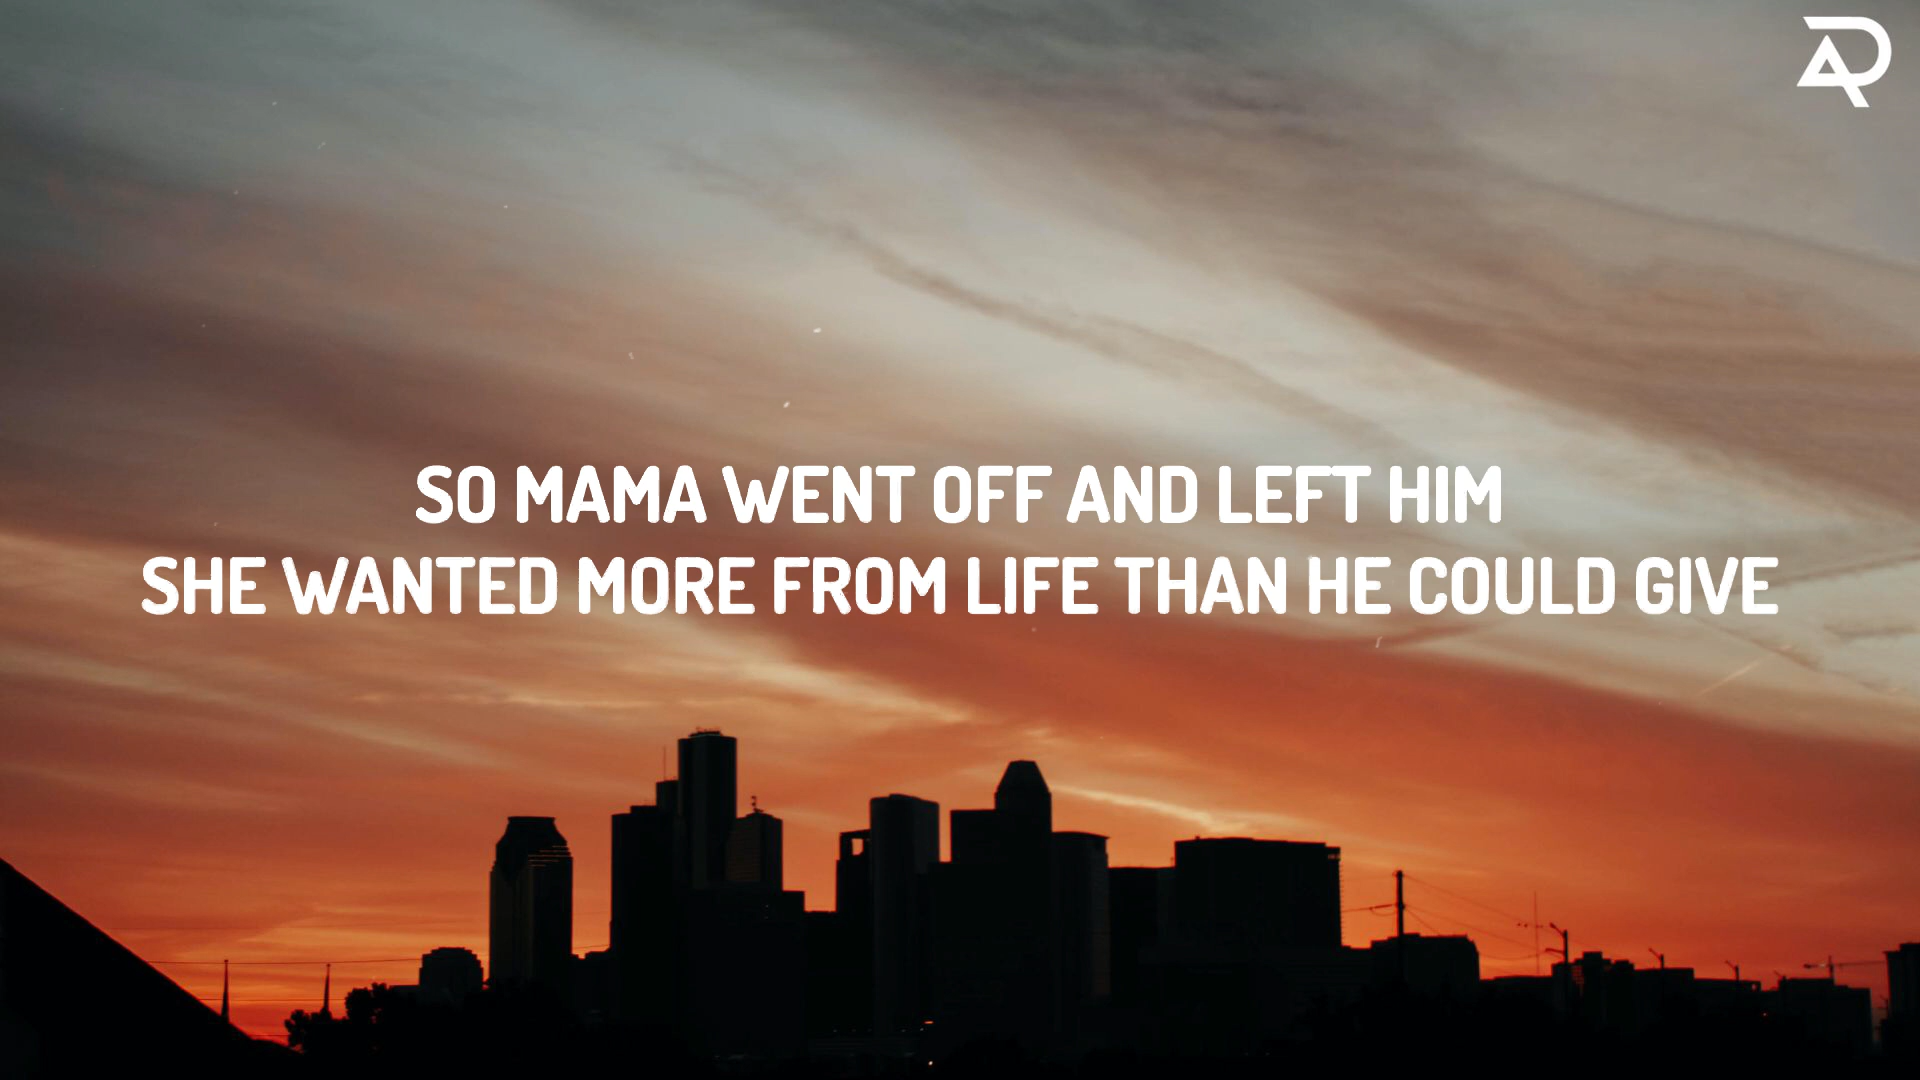 SO MAMA WENT OFF AND LEFT HIM
SHE WANTED MORE FROM LIFE THAN HE COULD GIVE